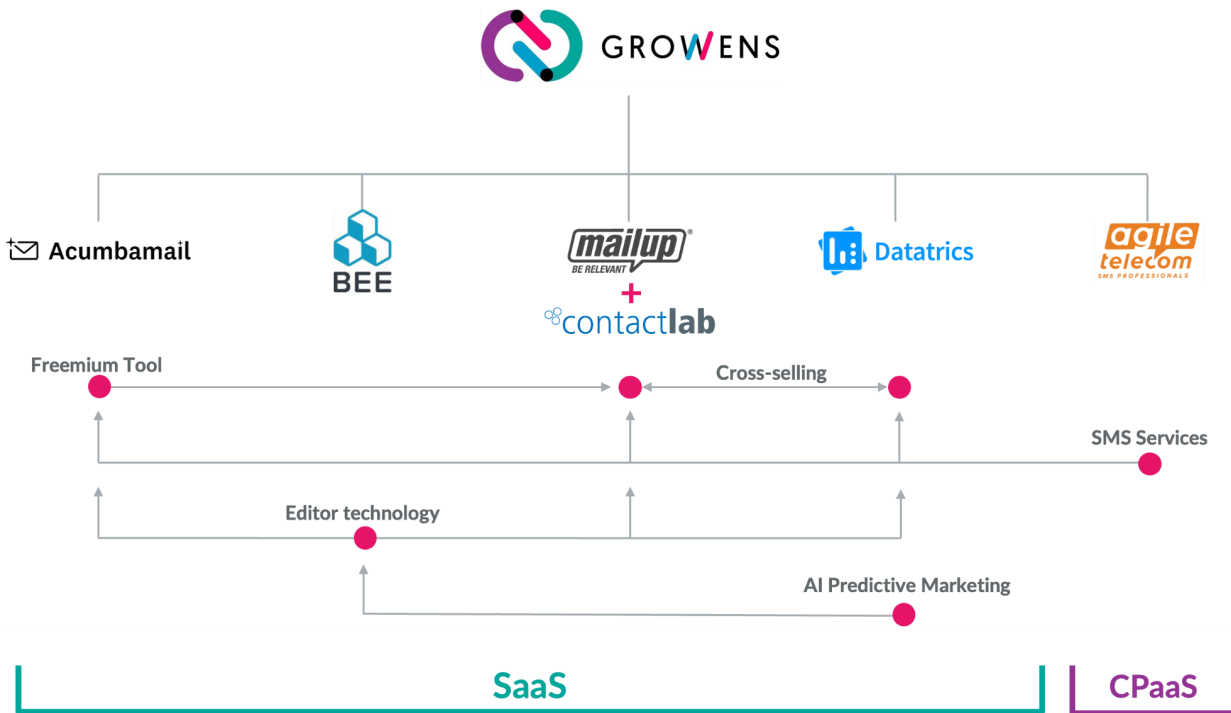 GROWENS
Acumbamail
BEE
mailup®
BE RELEVANT
+
contactlab
Datatrics
agile
telecom
SMS PROFESSIONALS
Freemium Tool
Cross-selling
SMS Services
Editor technology
AI Predictive Marketing
SaaS
CPaaS